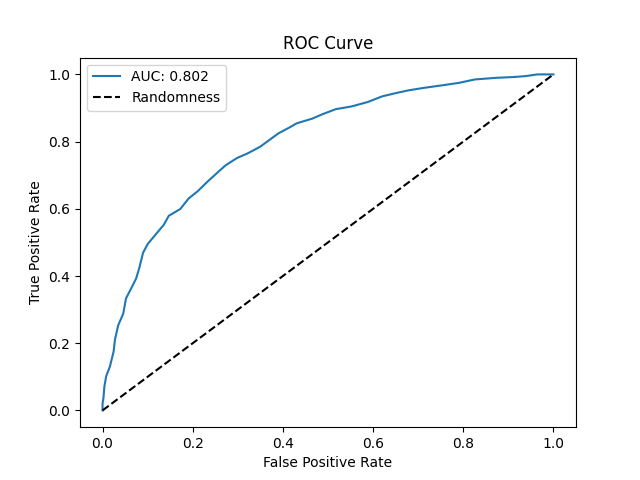 ROC Curve
AUC: 0.802
Randomness
True Positive Rate
1.0
0.8
0.6
0.4
0.2
0.0
0.0 0.2 0.4 0.6 0.8 1.0
False Positive Rate